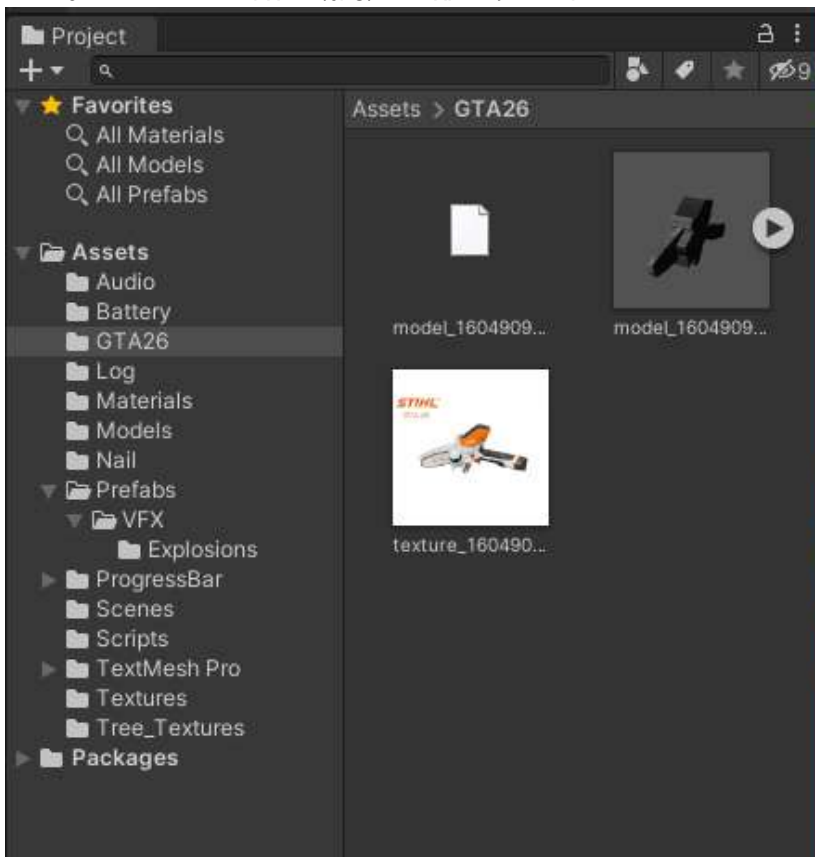 Project
9
Favorites
All Materials
All Models
All Prefabs
Assets
Audio
Battery
GTA26
Log
Materials
Models
Nail
Prefabs
VFX
Explosions
ProgressBar
Scenes
Scripts
TextMesh Pro
Textures
Tree_Textures
Packages
Assets > GTA26
model_1604909...
model_1604909...
STIHL
texture_160490...